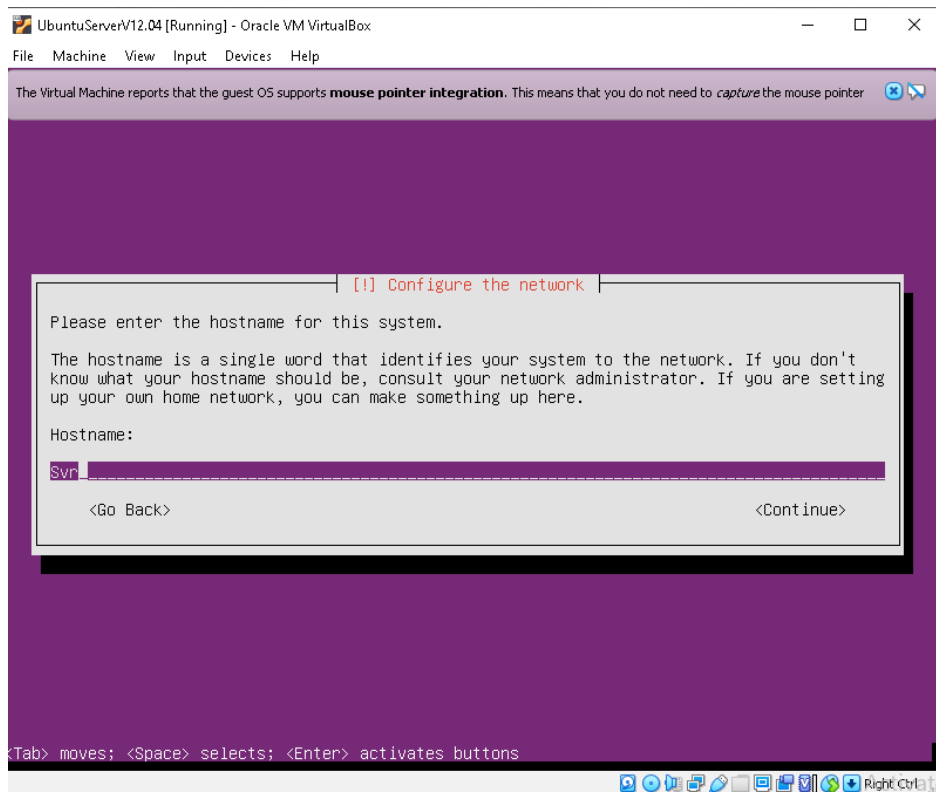 UbuntuServerV12.04 [Running] - Oracle VM VirtualBox
File Machine View Input Devices Help
The Virtual Machine reports that the guest OS supports mouse pointer integration. This means that you do not need to capture the mouse pointer
[!] Configure the network
Please enter the hostname for this system.
The hostname is a single word that identifies your system to the network. If you don't
know what your hostname should be, consult your network administrator. If you are setting
up your own home network, you can make something up here.
Hostname:
Svr
<Go Back> <Continue>
<Tab> moves; <Space> selects; <Enter> activates buttons
Right Ctrl